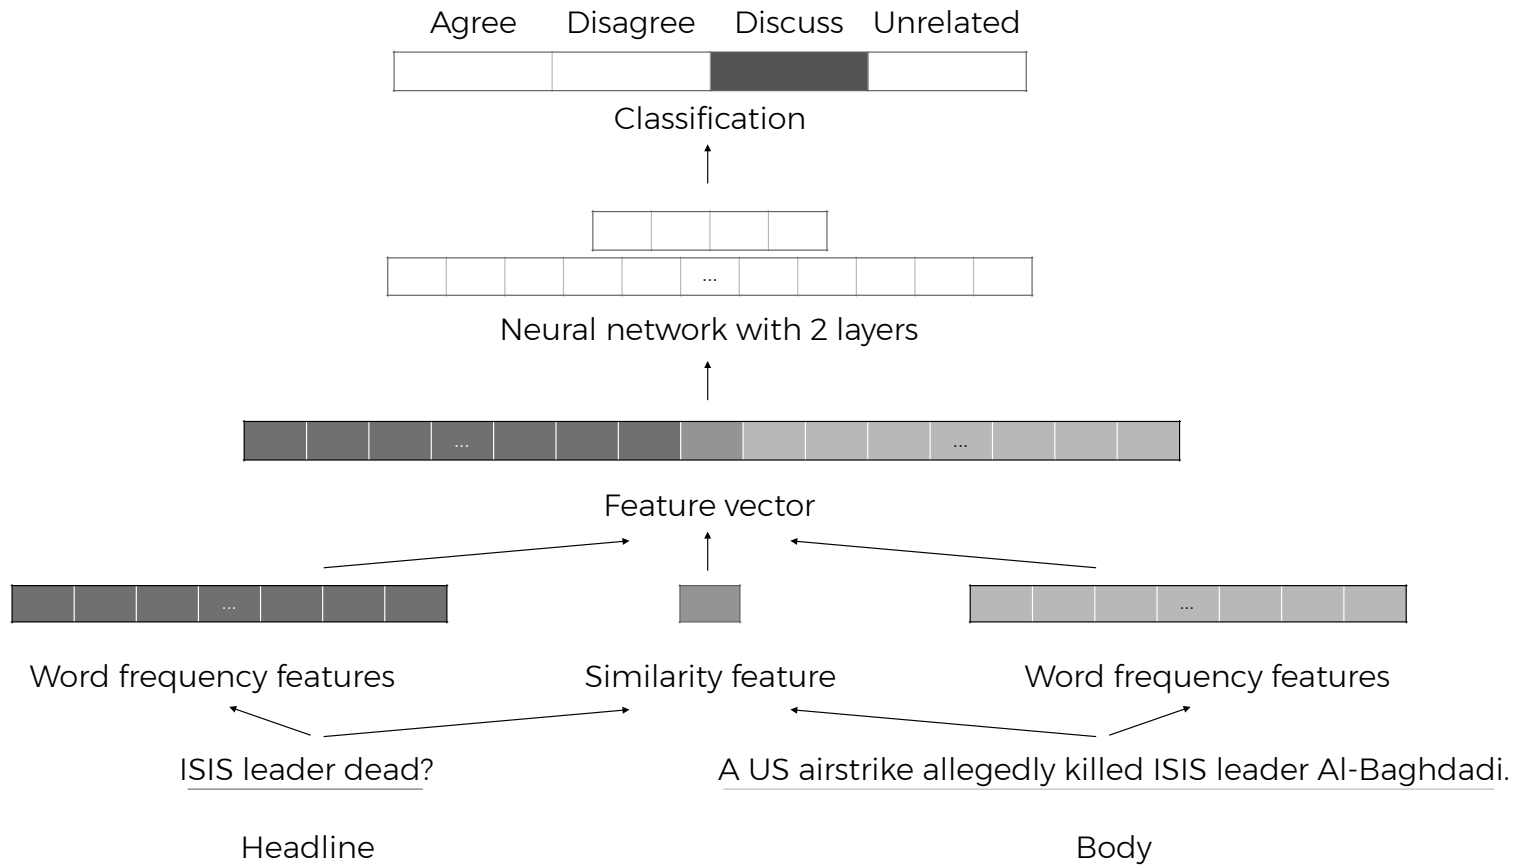 Agree Disagree Discuss Unrelated
Classification
...
Neural network with 2 layers
... ...
Feature vector
... ...
Word frequency features Similarity feature Word frequency features
ISIS leader dead? A US airstrike allegedly killed ISIS leader Al-Baghdadi.
Headline Body